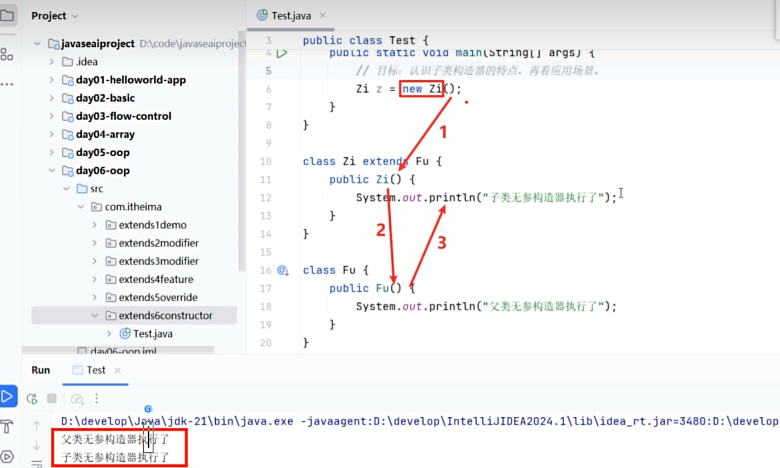 Project
Test.java
javaseaiproject D:\code\javaseaiproject
.idea
day01-helloworld-app
day02-basic
day03-flow-control
day04-array
day05-oop
day06-oop
src
com.itheima
extends1demo
extends2modifier
extends3modifier
extends4feature
extends5override
extends6constructor
Test.java
day06-oop.iml
3 public class Test {
4 public static void main(String[] args) {
5 // 目标：认识子类构造器的特点，再看应用场景。
6 Zi z = new Zi();
7 }
8 }
9
10 class Zi extends Fu {
11 public Zi() {
12 System.out.println("子类无参构造器执行了");
13 }
14 }
15
16 class Fu {
17 public Fu() {
18 System.out.println("父类无参构造器执行了");
19 }
20 }
1
2
3
Run Test
D:\develop\Java\jdk-21\bin\java.exe -javaagent:D:\develop\IntelliJIDEA2024.1\lib\idea_rt.jar=3480:D:\develop
父类无参构造器执行了
子类无参构造器执行了